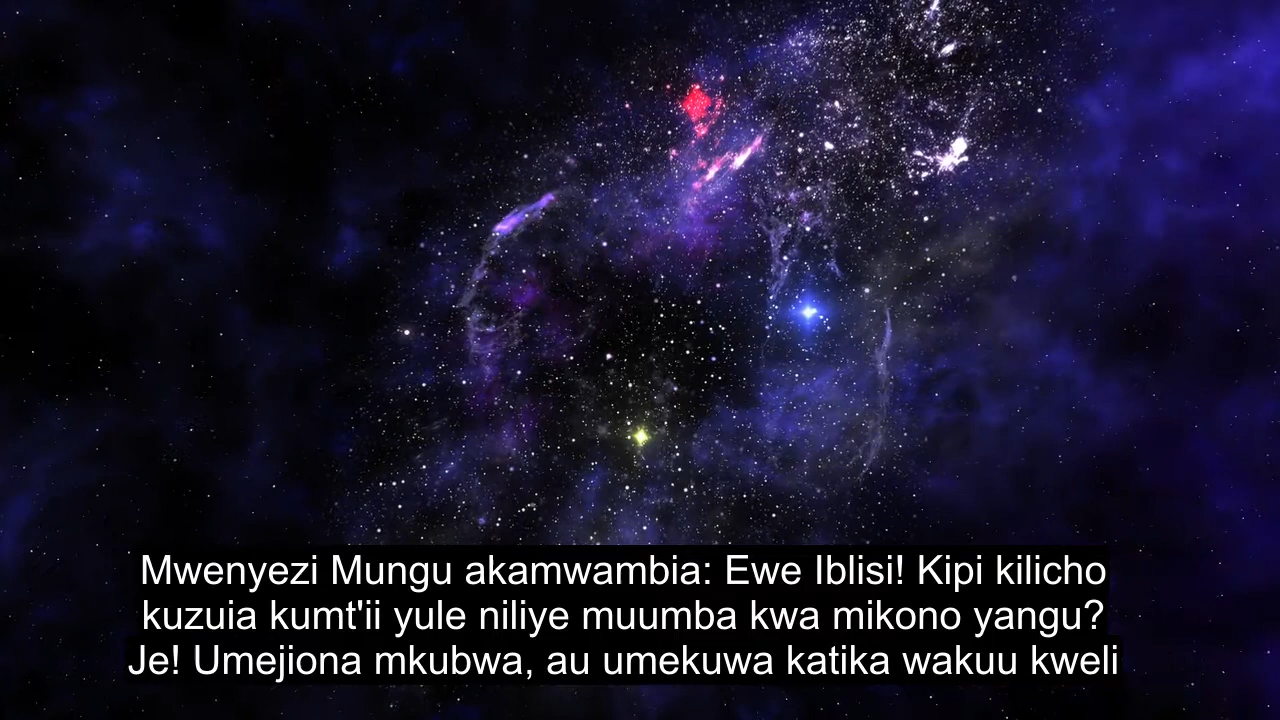 Mwenyezi Mungu akamwambia: Ewe Iblisi! Kipi kilicho
kuzuia kumt'ii yule niliye muumba kwa mikono yangu?
Je! Umejiona mkubwa, au umekuwa katika wakuu kweli